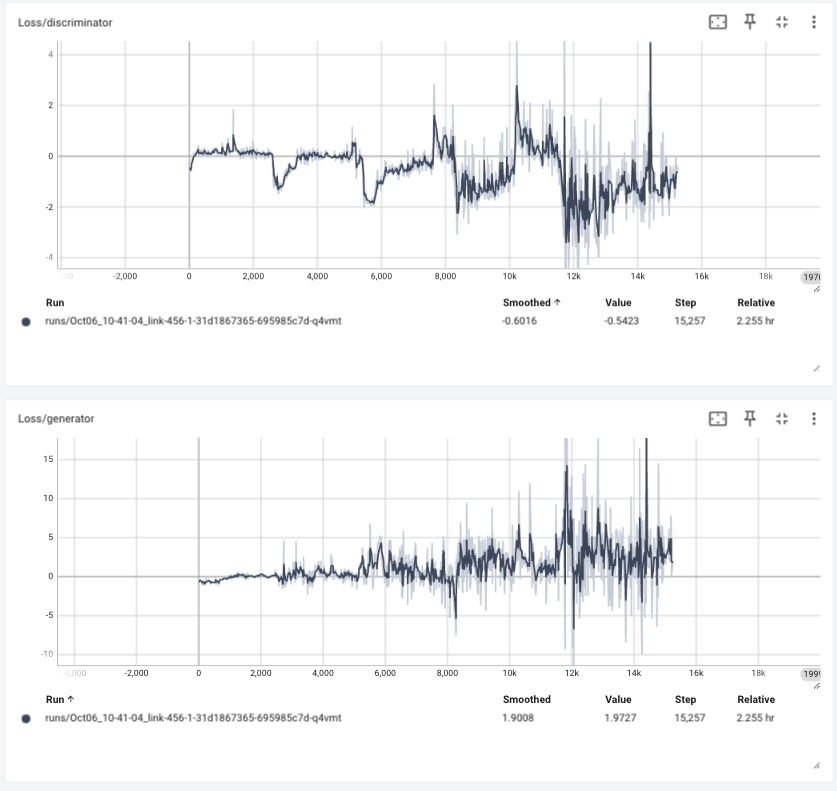 Loss/discriminator
4
2
0
-2
-4
-2,000 0 2,000 4,000 6,000 8,000 10k 12k 14k 16k 18k
Run Smoothed ↑ Value Step Relative
runs/Oct06_10-41-04_link-456-1-31d1867365-695985c7d-q4vmt -0.6016 -0.5423 15,257 2.255 hr
Loss/generator
15
10
5
0
-5
-10
-2,000 0 2,000 4,000 6,000 8,000 10k 12k 14k 16k 18k
Run ↑ Smoothed Value Step Relative
runs/Oct06_10-41-04_link-456-1-31d1867365-695985c7d-q4vmt 1.9008 1.9727 15,257 2.255 hr